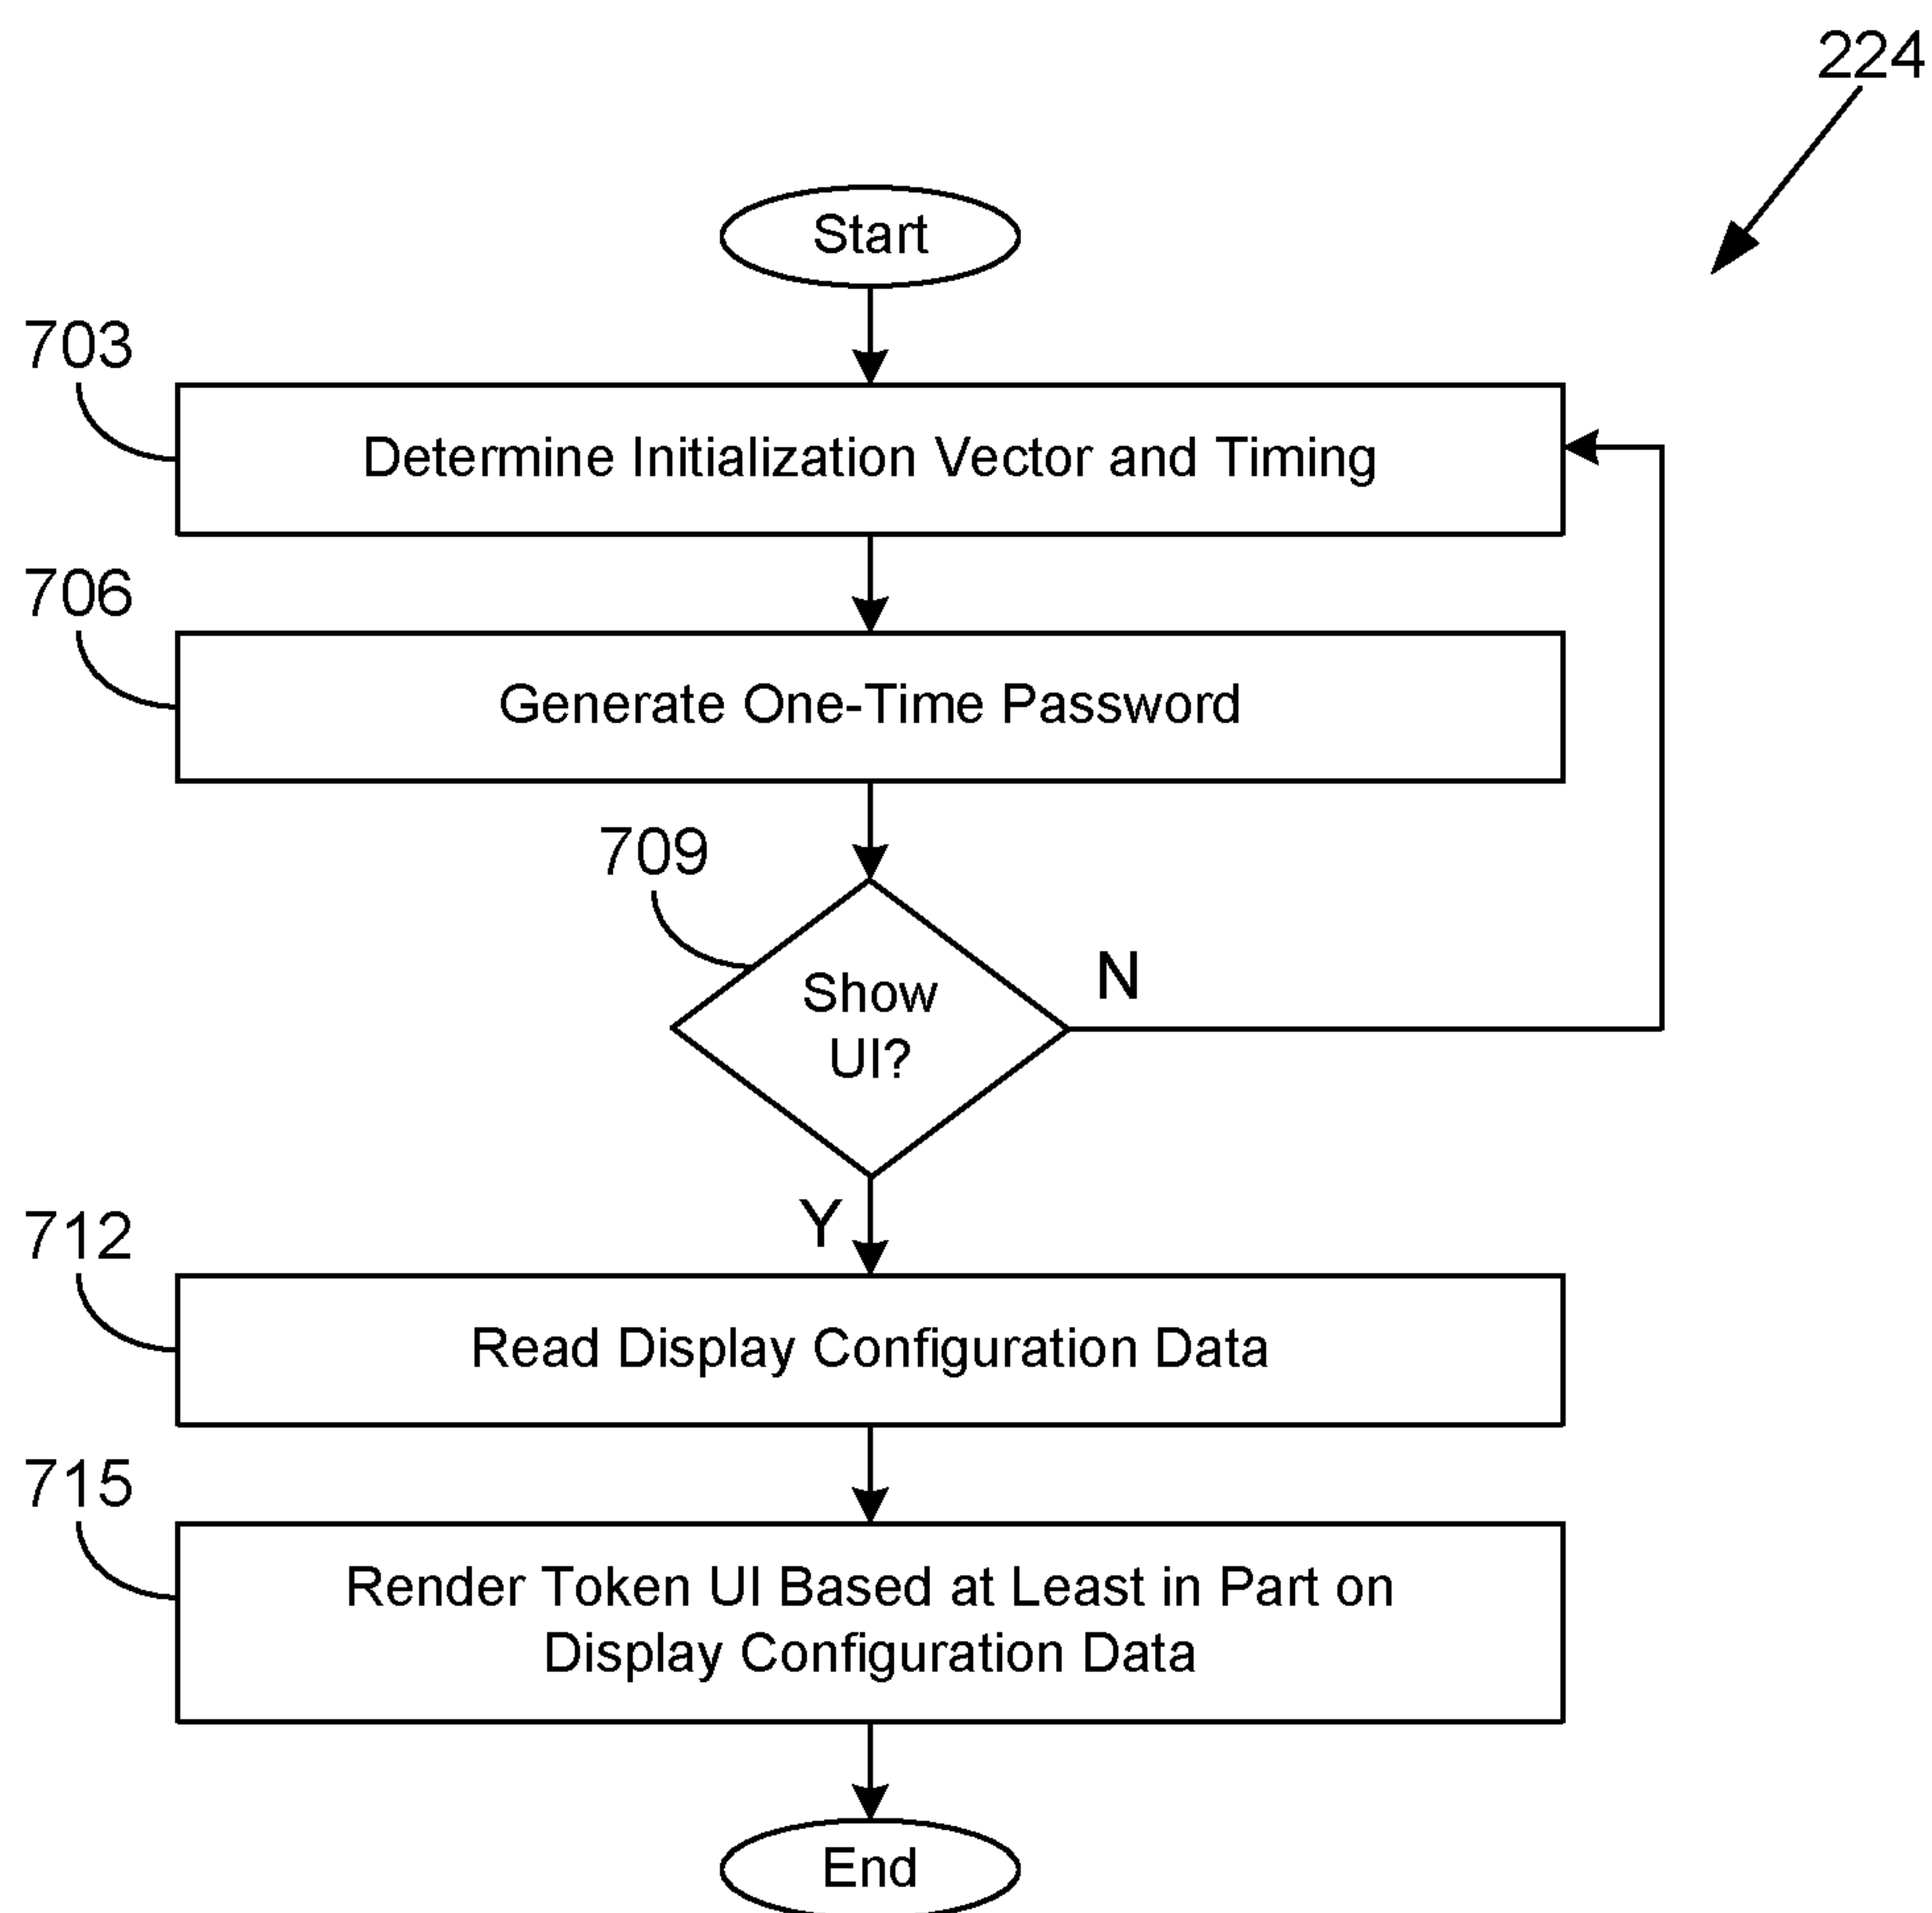 224
Start
703
Determine Initialization Vector and Timing
706
Generate One-Time Password
709
Show
UI?
N
Y
712
Read Display Configuration Data
715
Render Token UI Based at Least in Part on
Display Configuration Data
End